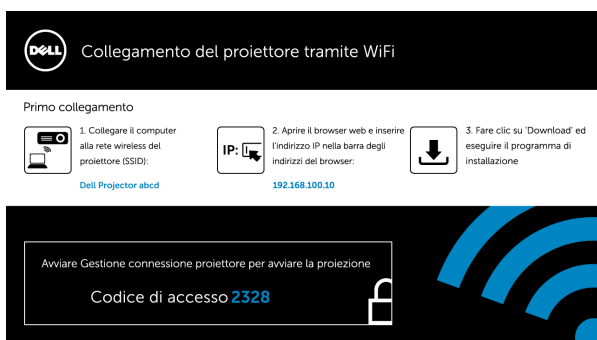 DELL
Collegamento del proiettore tramite WiFi
Primo collegamento
1. Collegare il computer
alla rete wireless del
proiettore (SSID):
Dell Projector abcd
IP:
2. Aprire il browser web e inserire
l'indirizzo IP nella barra degli
indirizzi del browser:
192.168.100.10
3. Fare clic su 'Download' ed
eseguire il programma di
installazione
Avviare Gestione connessione proiettore per avviare la proiezione
Codice di accesso 2328